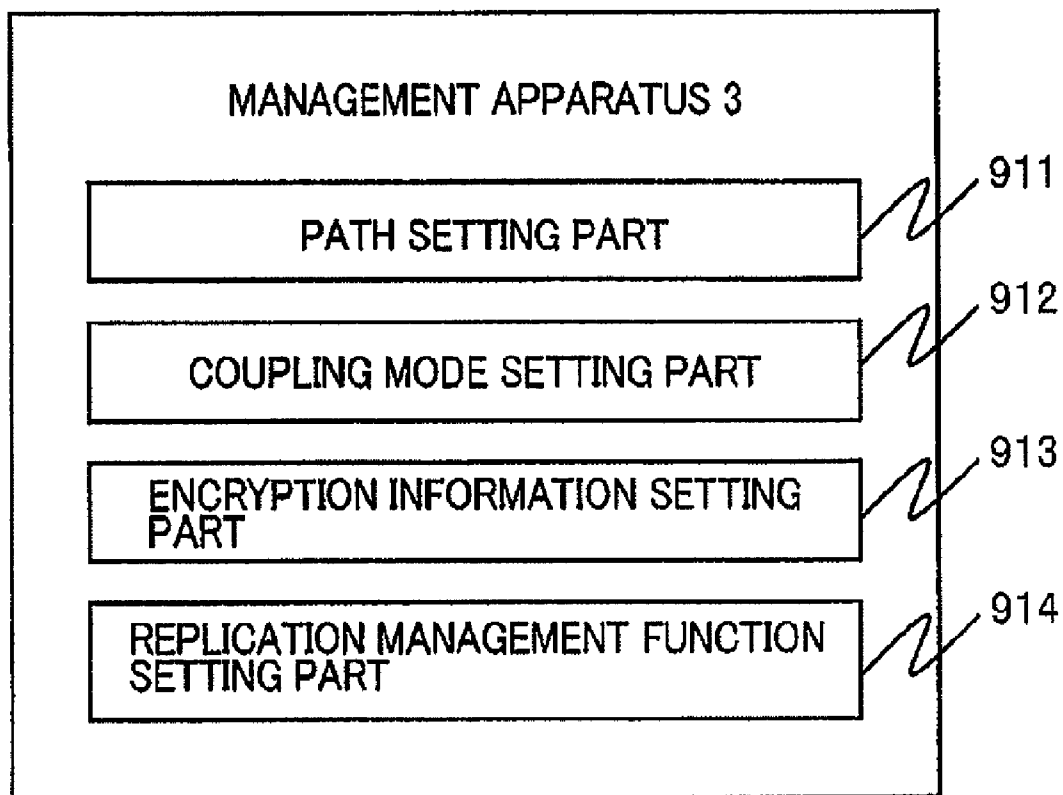 MANAGEMENT APPARATUS 3
911
PATH SETTING PART
912
COUPLING MODE SETTING PART
913
ENCRYPTION INFORMATION SETTING
PART
914
REPLICATION MANAGEMENT FUNCTION
SETTING PART